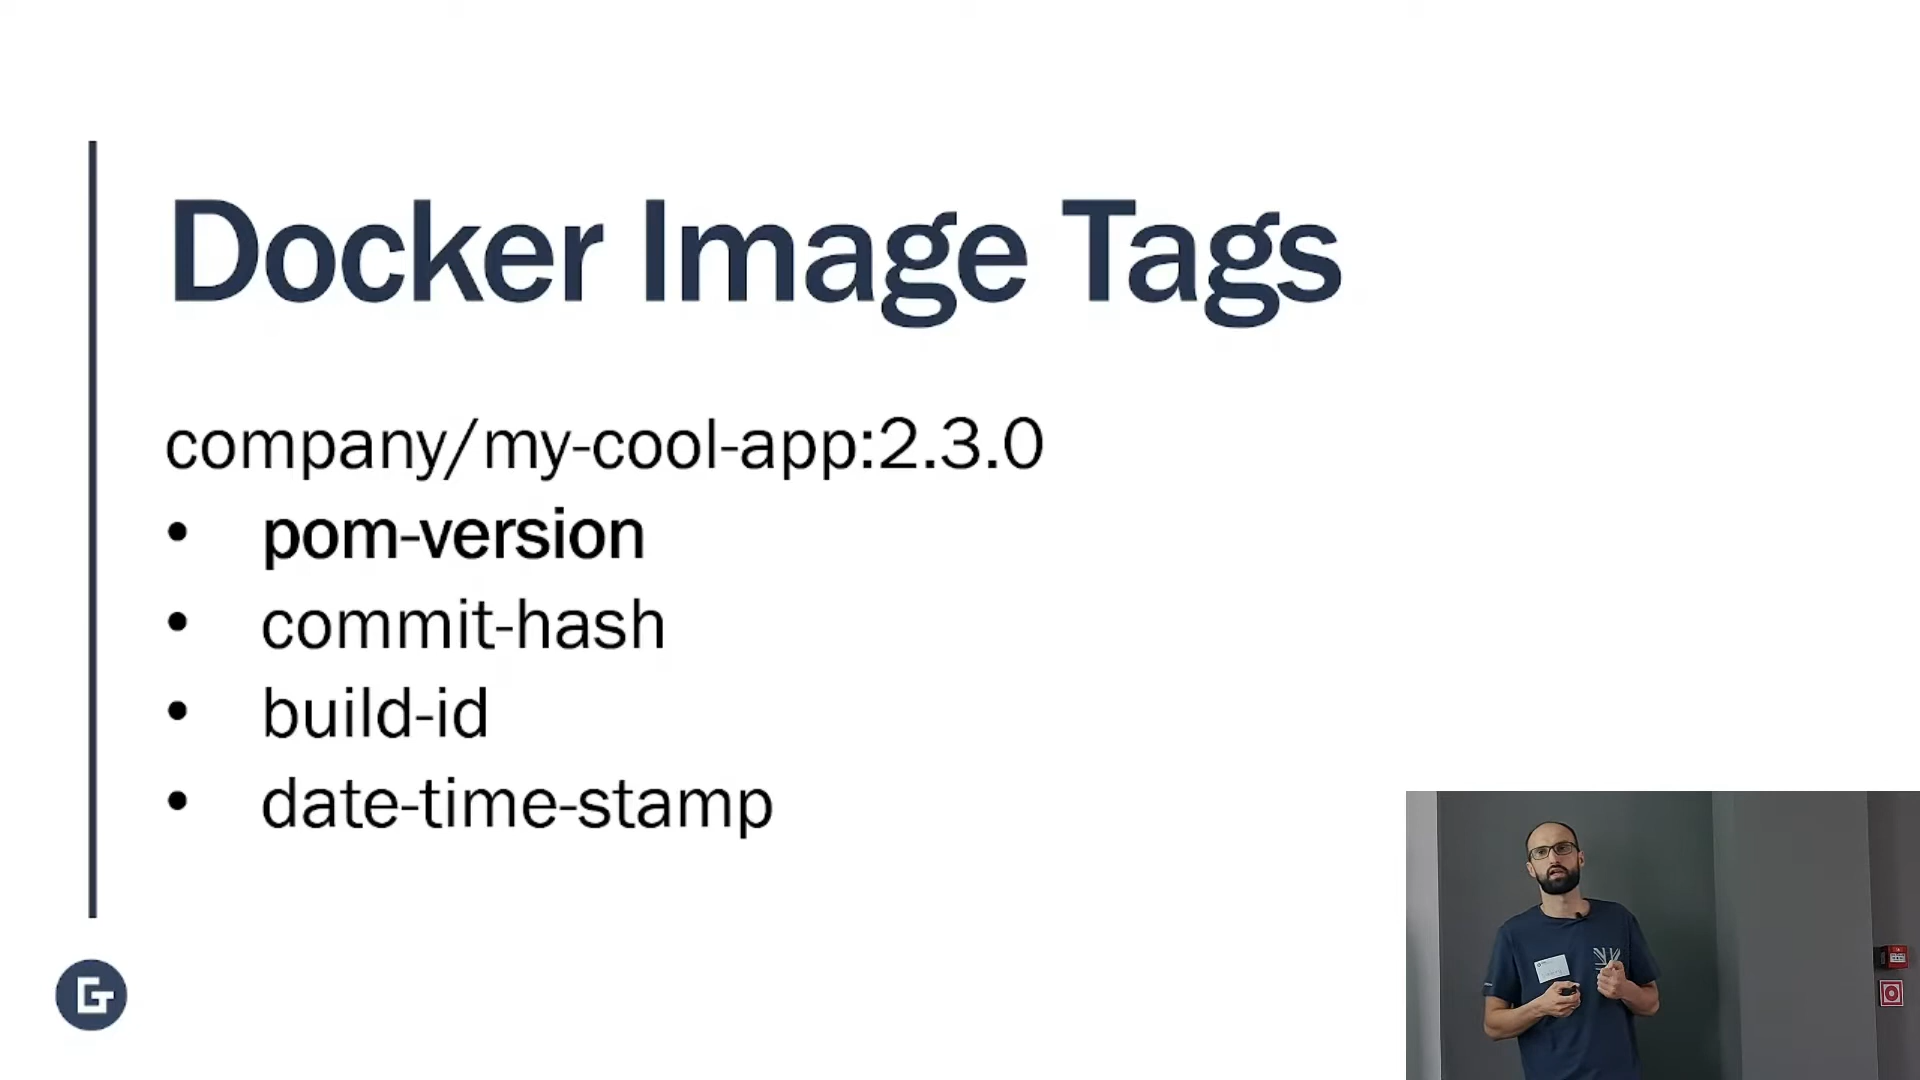 Docker Image Tags
company/my-cool-app:2.3.0
• pom-version
• commit-hash
• build-id
• date-time-stamp
G